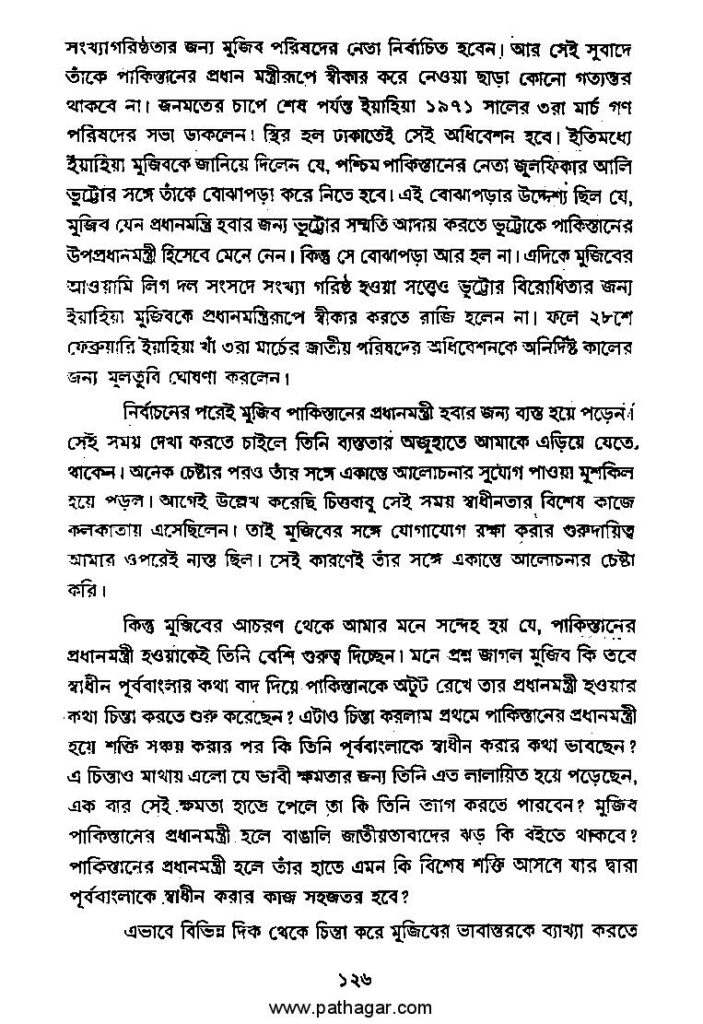 সংখ্যাগরিষ্ঠতার জন্য মুজিব পরিষদের নেতা নির্বাচিত হবেন। আর সেই সুবাদে
তাঁকে পাকিস্তানের প্রধান মন্ত্রীরূপে স্বীকার করে নেওয়া ছাড়া কোনো গত্যন্তর
থাকবে না। জনমতের চাপে শেষ পর্যন্ত ইয়াহিয়া ১৯৭১ সালের ৩রা মার্চ গণ
পরিষদের সভা ডাকলেন! স্থির হল ঢাকাতেই সেই অধিবেশন হবে। ইতিমধ্যে
ইয়াহিয়া মুজিবকে জানিয়ে দিলেন যে, পশ্চিম পাকিস্তানের নেতা জুলফিকার আলি
ভুট্টোর সঙ্গে তাঁকে বোঝাপড়া করে নিতে হবে। এই বোঝাপড়ার উদ্দেশ্য ছিল যে,
মুজিব যেন প্রধানমন্ত্রি হবার জন্য ভুট্টোর সম্মতি আদায় করতে ভুট্টোকে পাকিস্তানের
উপপ্রধানমন্ত্রী হিসেবে মেনে নেন। কিন্তু সে বোঝাপড়া আর হল না। এদিকে মুজিবের
আওয়ামি লিগ দল সংসদে সংখ্যা গরিষ্ঠ হওয়া সত্ত্বেও ভুট্টোর বিরোধিতার জন্য
ইয়াহিয়া মুজিবকে প্রধানমন্ত্রিরূপে স্বীকার করতে রাজি হলেন না। ফলে ২৮শে
ফেব্রুয়ারি ইয়াহিয়া খাঁ ৩রা মার্চের জাতীয় পরিষদের অধিবেশনকে অনির্দিষ্ট কালের
জন্য মুলতুবি ঘোষণা করলেন।
নির্বাচনের পরেই মুজিব পাকিস্তানের প্রধানমন্ত্রী হবার জন্য ব্যস্ত হয়ে পড়েন।
সেই সময় দেখা করতে চাইলে তিনি ব্যস্ততার অজুহাতে আমাকে এড়িয়ে যেতে
থাকেন। অনেক চেষ্টার পরও তাঁর সঙ্গে একান্তে আলোচনার সুযোগ পাওয়া মুশকিল
হয়ে পড়ল। আগেই উল্লেখ করেছি চিত্তবাবু সেই সময় স্বাধীনতার বিশেষ কাজে
কলকাতায় এসেছিলেন। তাই মুজিবের সঙ্গে যোগাযোগ রক্ষা করার গুরুদায়িত্ব
আমার ওপরেই ন্যস্ত ছিল। সেই কারণেই তাঁর সঙ্গে একান্তে আলোচনার চেষ্টা
করি।
কিন্তু মুজিবের আচরণ থেকে আমার মনে সন্দেহ হয় যে, পাকিস্তানের
প্রধানমন্ত্রী হওয়াকেই তিনি বেশি গুরুত্ব দিচ্ছেন। মনে প্রশ্ন জাগল মুজিব কি তবে
স্বাধীন পূর্ববাংলার কথা বাদ দিয়ে পাকিস্তানকে অটুট রেখে তার প্রধানমন্ত্রী হওয়ার
কথা চিন্তা করতে শুরু করেছেন? এটাও চিন্তা করলাম প্রথমে পাকিস্তানের প্রধানমন্ত্রী
হয়ে শক্তি সঞ্চয় করার পর কি তিনি পূর্ববাংলাকে স্বাধীন করার কথা ভাবছেন?
এ চিন্তাও মাথায় এলো যে ভাবী ক্ষমতার জন্য তিনি এত লালায়িত হয়ে পড়েছেন,
এক বার সেই ক্ষমতা হাতে পেলে তা কি তিনি ত্যাগ করতে পারবেন? মুজিব
পাকিস্তানের প্রধানমন্ত্রী হলে বাঙালি জাতীয়তাবাদের ঝড় কি বইতে থাকবে?
পাকিস্তানের প্রধানমন্ত্রী হলে তাঁর হাতে এমন কি বিশেষ শক্তি আসবে যার দ্বারা
পূর্ববাংলাকে স্বাধীন করার কাজ সহজতর হবে?
এভাবে বিভিন্ন দিক থেকে চিন্তা করে মুজিবের ভাবান্তরকে ব্যাখ্যা করতে
১২৬
www.pathagar.com